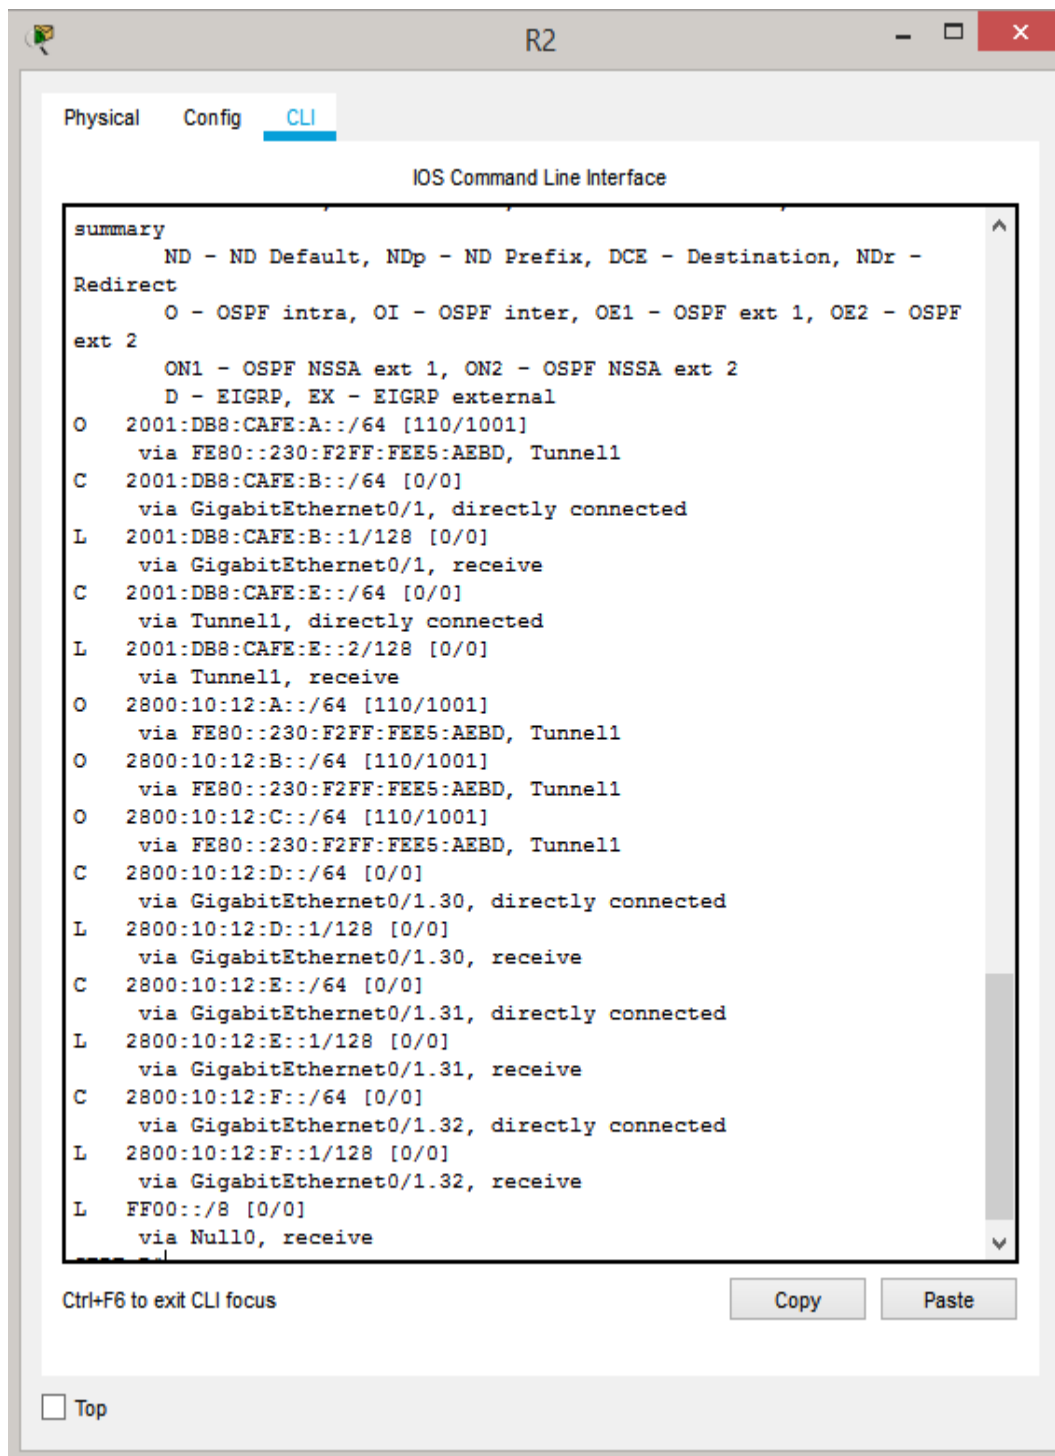 R2
Physical Config CLI
IOS Command Line Interface
summary
ND - ND Default, NDp - ND Prefix, DCE - Destination, NDr -
Redirect
O - OSPF intra, OI - OSPF inter, OE1 - OSPF ext 1, OE2 - OSPF
ext 2
ON1 - OSPF NSSA ext 1, ON2 - OSPF NSSA ext 2
D - EIGRP, EX - EIGRP external
O 2001:DB8:CAFE:A::/64 [110/1001]
via FE80::230:F2FF:FEE5:AEBD, Tunnel1
C 2001:DB8:CAFE:B::/64 [0/0]
via GigabitEthernet0/1, directly connected
L 2001:DB8:CAFE:B::1/128 [0/0]
via GigabitEthernet0/1, receive
C 2001:DB8:CAFE:E::/64 [0/0]
via Tunnel1, directly connected
L 2001:DB8:CAFE:E::2/128 [0/0]
via Tunnel1, receive
O 2800:10:12:A::/64 [110/1001]
via FE80::230:F2FF:FEE5:AEBD, Tunnel1
O 2800:10:12:B::/64 [110/1001]
via FE80::230:F2FF:FEE5:AEBD, Tunnel1
O 2800:10:12:C::/64 [110/1001]
via FE80::230:F2FF:FEE5:AEBD, Tunnel1
C 2800:10:12:D::/64 [0/0]
via GigabitEthernet0/1.30, directly connected
L 2800:10:12:D::1/128 [0/0]
via GigabitEthernet0/1.30, receive
C 2800:10:12:E::/64 [0/0]
via GigabitEthernet0/1.31, directly connected
L 2800:10:12:E::1/128 [0/0]
via GigabitEthernet0/1.31, receive
C 2800:10:12:F::/64 [0/0]
via GigabitEthernet0/1.32, directly connected
L 2800:10:12:F::1/128 [0/0]
via GigabitEthernet0/1.32, receive
L FF00::/8 [0/0]
via Null0, receive
Ctrl+F6 to exit CLI focus
Copy Paste
Top